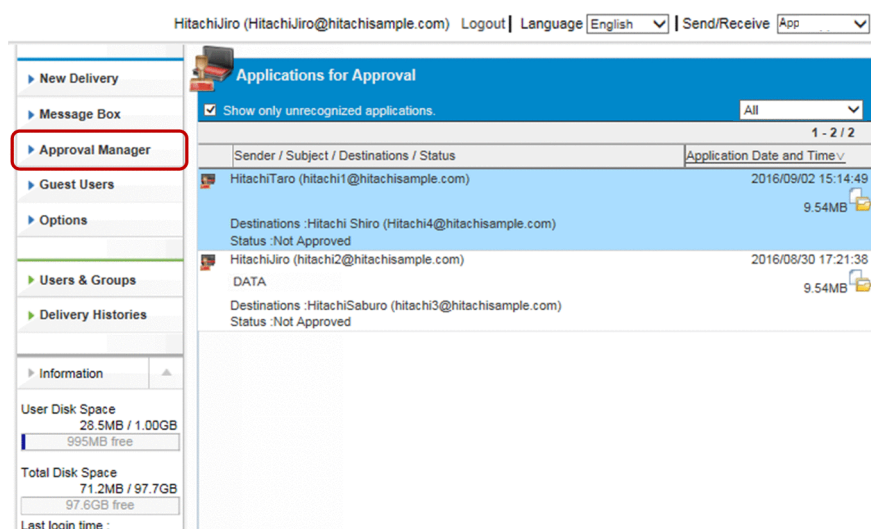 HitachiJiro (HitachiJiro@hitachisample.com) Logout Language English Send/Receive App
New Delivery
Message Box
Approval Manager
Guest Users
Options
Users & Groups
Delivery Histories
Information
User Disk Space
28.5MB / 1.00GB
995MB free
Total Disk Space
71.2MB / 97.7GB
97.6GB free
Last login time :
Applications for Approval
Show only unrecognized applications. All
1 - 2 / 2
Sender / Subject / Destinations / Status Application Date and Time
HitachiTaro (hitachi1@hitachisample.com) 2016/09/02 15:14:49
9.54MB
Destinations :Hitachi Shiro (Hitachi4@hitachisample.com)
Status :Not Approved
HitachiJiro (hitachi2@hitachisample.com) 2016/08/30 17:21:38
DATA 9.54MB
Destinations :HitachiSaburo (hitachi3@hitachisample.com)
Status :Not Approved